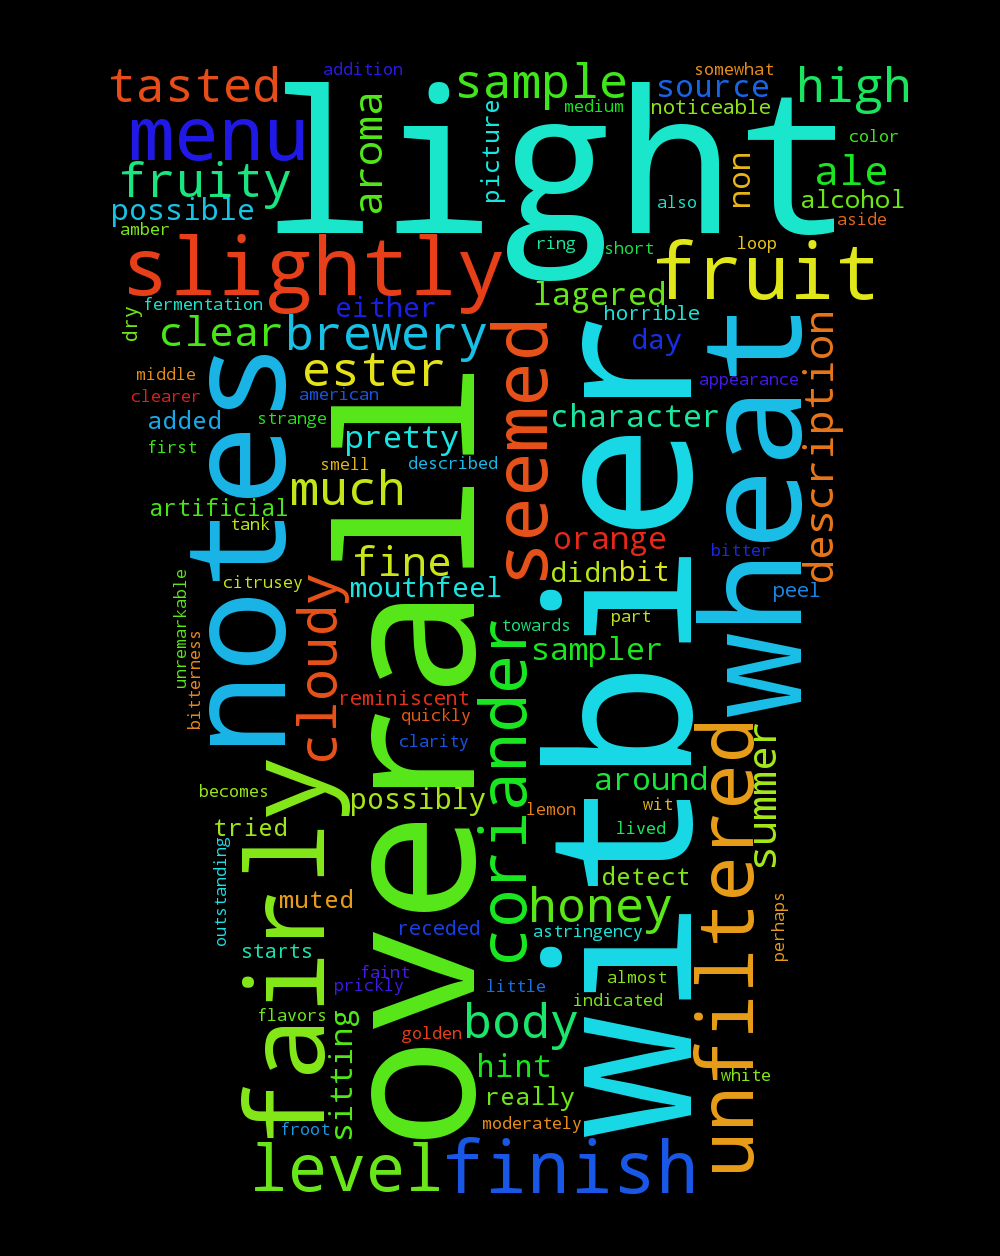 addition
somewhat
tasted
sample
source
high
light
menu
aroma
picture
medium
noticeable
color
fruity
non
ale
possible
also
alcohol
amber
aside
slightly
ring
short
loop
fruit
fermentation
either
lagered
horrible
dry
clear
brewery
day
description
notes
ester
seemed
witbier
wheat
middle
clearer
american
appearance
added
strange
character
first
pretty
overall
smell
described
much
artificial
tank
orange
bitter
fine
didn
bit
citrusey
mouthfeel
peel
unremarkable
cloudy
part
towards
coriander
sampler
bitterness
reminiscent
quickly
clarity
unfiltered
summer
fairly
becomes
possibly
around
lemon
wit
tried
lived
outstanding
muted
detect
honey
receded
astringency
perhaps
starts
faint
prickly
little
almost
indicated
flavors
sitting
golden
body
hint
white
really
froot
moderately
level
finish